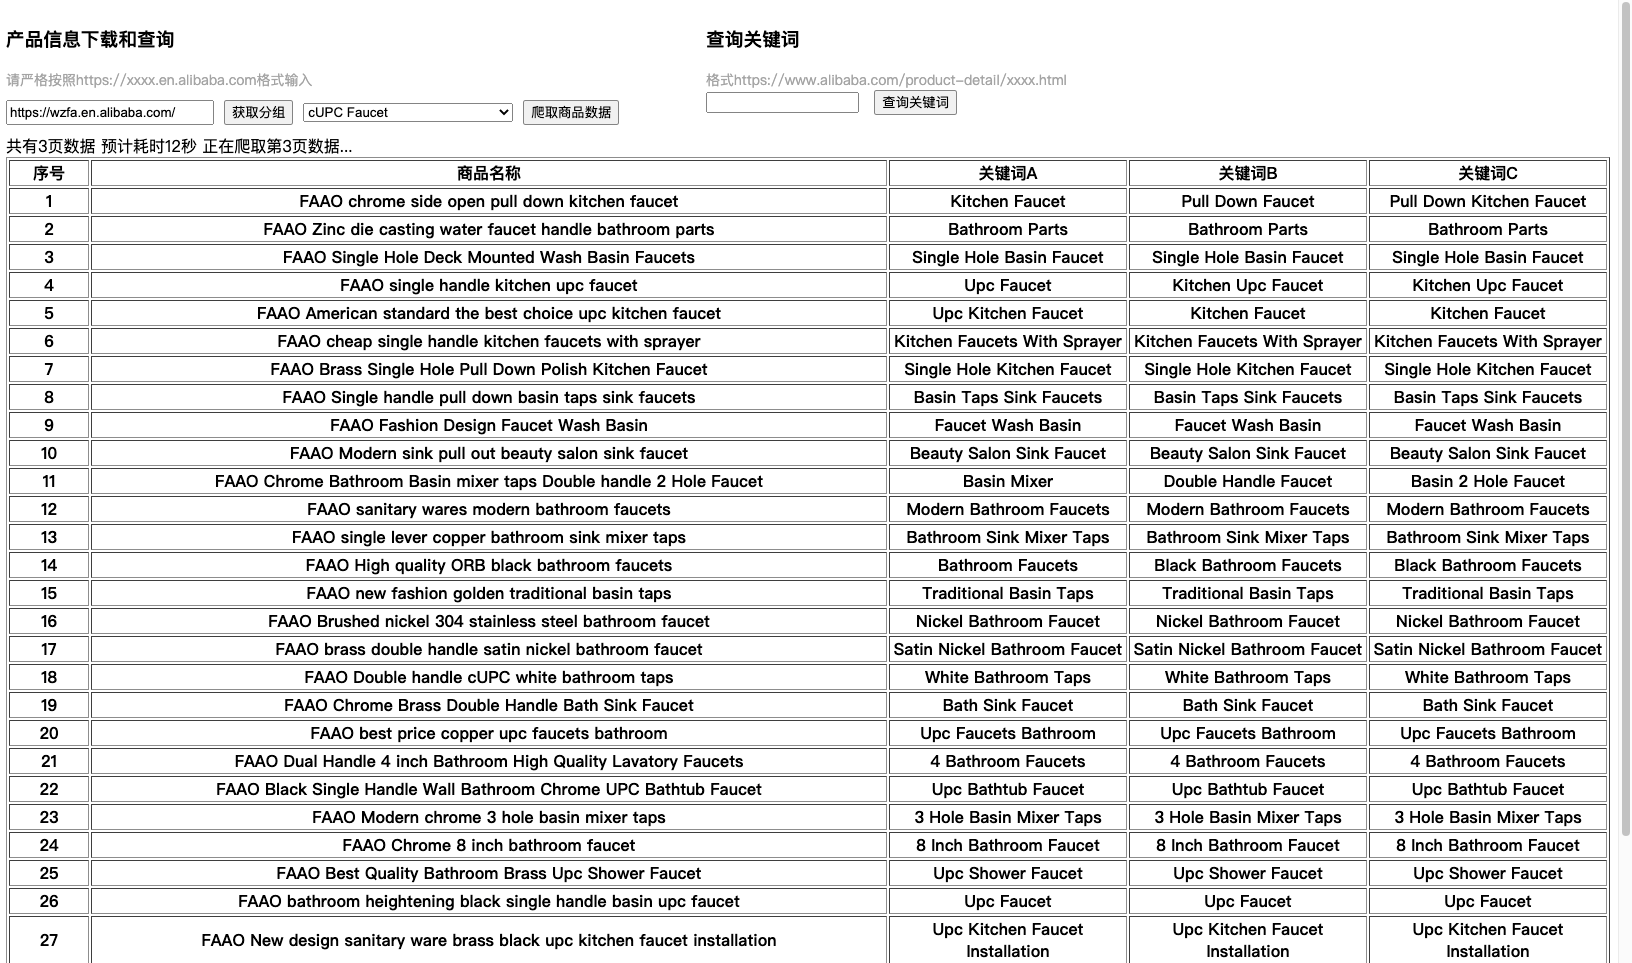 产品信息下载和查询
查询关键词
请严格按照https://xxxx.en.alibaba.com格式输入
格式https://www.alibaba.com/product-detail/xxxx.html
https://wzfa.en.alibaba.com/ 获取分组 cUPC Faucet 爬取商品数据
查询关键词
共有3页数据 预计耗时12秒 正在爬取第3页数据...
序号 商品名称 关键词A 关键词B 关键词C
1 FAAO chrome side open pull down kitchen faucet Kitchen Faucet Pull Down Faucet Pull Down Kitchen Faucet
2 FAAO Zinc die casting water faucet handle bathroom parts Bathroom Parts Bathroom Parts Bathroom Parts
3 FAAO Single Hole Deck Mounted Wash Basin Faucets Single Hole Basin Faucet Single Hole Basin Faucet Single Hole Basin Faucet
4 FAAO single handle kitchen upc faucet Upc Faucet Kitchen Upc Faucet Kitchen Upc Faucet
5 FAAO American standard the best choice upc kitchen faucet Upc Kitchen Faucet Kitchen Faucet Kitchen Faucet
6 FAAO cheap single handle kitchen faucets with sprayer Kitchen Faucets With Sprayer Kitchen Faucets With Sprayer Kitchen Faucets With Sprayer
7 FAAO Brass Single Hole Pull Down Polish Kitchen Faucet Single Hole Kitchen Faucet Single Hole Kitchen Faucet Single Hole Kitchen Faucet
8 FAAO Single handle pull down basin taps sink faucets Basin Taps Sink Faucets Basin Taps Sink Faucets Basin Taps Sink Faucets
9 FAAO Fashion Design Faucet Wash Basin Faucet Wash Basin Faucet Wash Basin Faucet Wash Basin
10 FAAO Modern sink pull out beauty salon sink faucet Beauty Salon Sink Faucet Beauty Salon Sink Faucet Beauty Salon Sink Faucet
11 FAAO Chrome Bathroom Basin mixer taps Double handle 2 Hole Faucet Basin Mixer Double Handle Faucet Basin 2 Hole Faucet
12 FAAO sanitary wares modern bathroom faucets Modern Bathroom Faucets Modern Bathroom Faucets Modern Bathroom Faucets
13 FAAO single lever copper bathroom sink mixer taps Bathroom Sink Mixer Taps Bathroom Sink Mixer Taps Bathroom Sink Mixer Taps
14 FAAO High quality ORB black bathroom faucets Bathroom Faucets Black Bathroom Faucets Black Bathroom Faucets
15 FAAO new fashion golden traditional basin taps Traditional Basin Taps Traditional Basin Taps Traditional Basin Taps
16 FAAO Brushed nickel 304 stainless steel bathroom faucet Nickel Bathroom Faucet Nickel Bathroom Faucet Nickel Bathroom Faucet
17 FAAO brass double handle satin nickel bathroom faucet Satin Nickel Bathroom Faucet Satin Nickel Bathroom Faucet Satin Nickel Bathroom Faucet
18 FAAO Double handle cUPC white bathroom taps White Bathroom Taps White Bathroom Taps White Bathroom Taps
19 FAAO Chrome Brass Double Handle Bath Sink Faucet Bath Sink Faucet Bath Sink Faucet Bath Sink Faucet
20 FAAO best price copper upc faucets bathroom Upc Faucets Bathroom Upc Faucets Bathroom Upc Faucets Bathroom
21 FAAO Dual Handle 4 inch Bathroom High Quality Lavatory Faucets 4 Bathroom Faucets 4 Bathroom Faucets 4 Bathroom Faucets
22 FAAO Black Single Handle Wall Bathroom Chrome UPC Bathtub Faucet Upc Bathtub Faucet Upc Bathtub Faucet Upc Bathtub Faucet
23 FAAO Modern chrome 3 hole basin mixer taps 3 Hole Basin Mixer Taps 3 Hole Basin Mixer Taps 3 Hole Basin Mixer Taps
24 FAAO Chrome 8 inch bathroom faucet 8 Inch Bathroom Faucet 8 Inch Bathroom Faucet 8 Inch Bathroom Faucet
25 FAAO Best Quality Bathroom Brass Upc Shower Faucet Upc Shower Faucet Upc Shower Faucet Upc Shower Faucet
26 FAAO bathroom heightening black single handle basin upc faucet Upc Faucet Upc Faucet Upc Faucet
27 FAAO New design sanitary ware brass black upc kitchen faucet installation Upc Kitchen Faucet Upc Kitchen Faucet Upc Kitchen Faucet
Installation Installation Installation